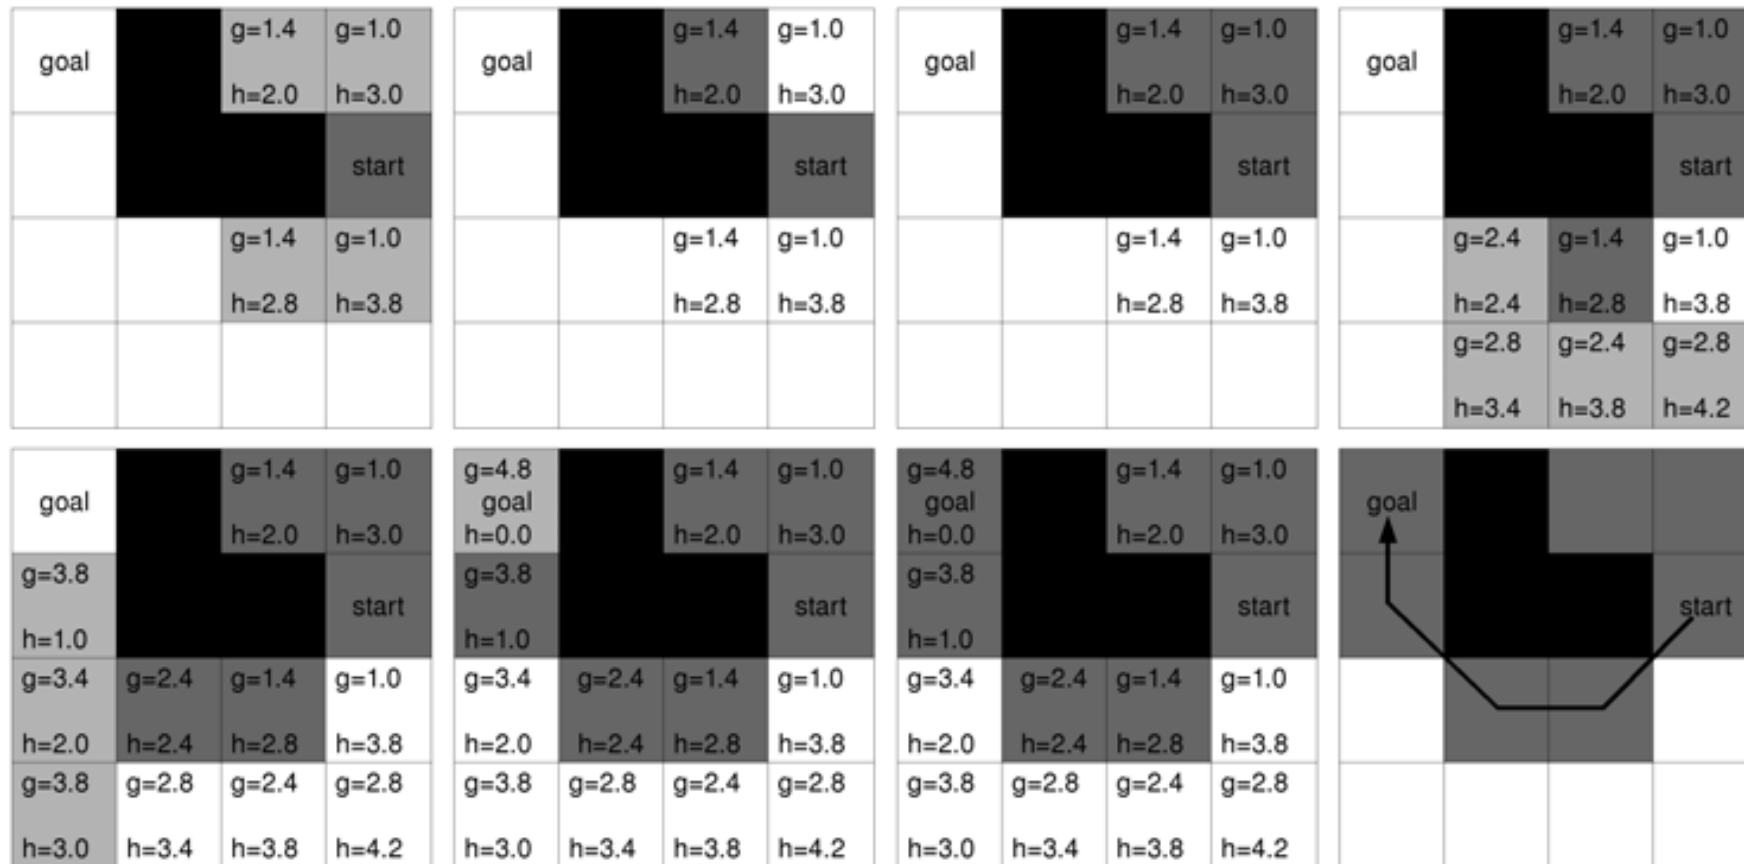 g=1.4 g=1.0 g=1.4 g=1.0 g=1.4 g=1.0 g=1.4 g=1.0
goal goal goal goal
h=2.0 h=3.0 h=2.0 h=3.0 h=2.0 h=3.0 h=2.0 h=3.0
start start start start
g=1.4 g=1.0 g=1.4 g=1.0 g=1.4 g=1.0 g=2.4 g=1.4 g=1.0
h=2.8 h=3.8 h=2.8 h=3.8 h=2.8 h=3.8 h=2.4 h=2.8 h=3.8
g=2.8 g=2.4 g=2.8
h=3.4 h=3.8 h=4.2
g=1.4 g=1.0 g=4.8 g=1.4 g=1.0 g=4.8 g=1.4 g=1.0
goal goal goal goal
h=2.0 h=3.0 h=0.0 h=2.0 h=3.0 h=0.0 h=2.0 h=3.0
g=3.8 g=3.8 g=3.8
start start start start
h=1.0 h=1.0 h=1.0
g=3.4 g=2.4 g=1.4 g=1.0 g=3.4 g=2.4 g=1.4 g=1.0 g=3.4 g=2.4 g=1.4 g=1.0
h=2.0 h=2.4 h=2.8 h=3.8 h=2.0 h=2.4 h=2.8 h=3.8 h=2.0 h=2.4 h=2.8 h=3.8
g=3.8 g=2.8 g=2.4 g=2.8 g=3.8 g=2.8 g=2.4 g=2.8 g=3.8 g=2.8 g=2.4 g=2.8
h=3.0 h=3.4 h=3.8 h=4.2 h=3.0 h=3.4 h=3.8 h=4.2 h=3.0 h=3.4 h=3.8 h=4.2